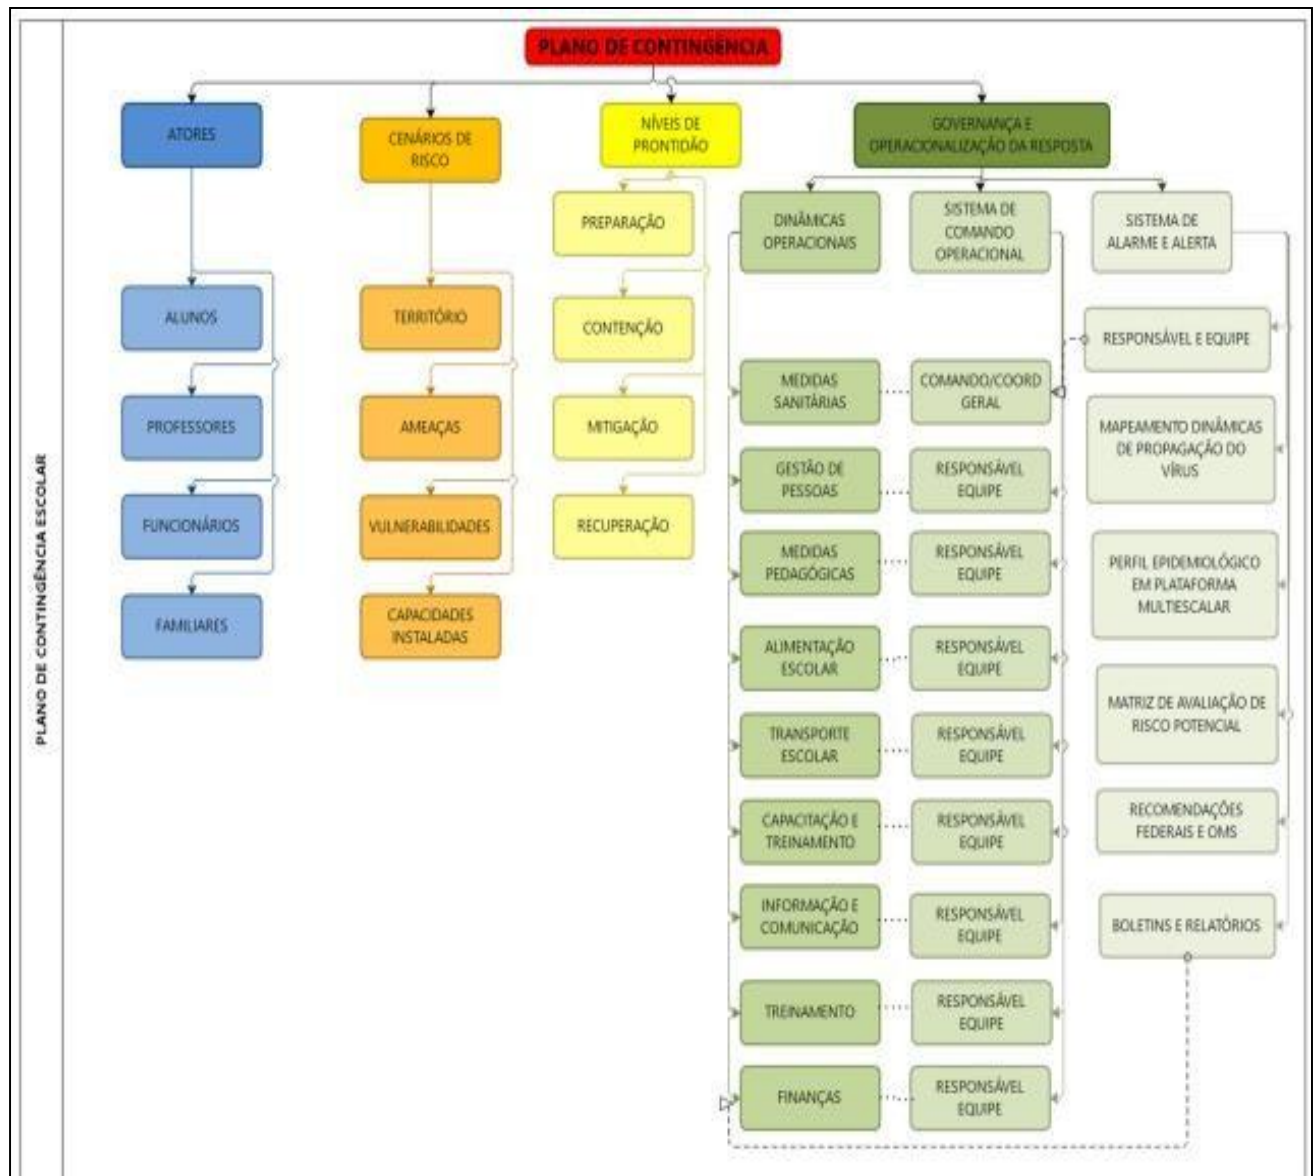 PLANO DE CONTINGÊNCIA ESCOLAR
PLANO DE CONTINGÊNCIA
ATORES
ALUNOS
PROFESSORES
FUNCIONÁRIOS
FAMILIARES
CENÁRIOS DE
RISCO
TERRITÓRIO
AMEAÇAS
VULNERABILIDADES
CAPACIDADES
INSTALADAS
NÍVEIS DE
PRONTIDÃO
PREPARAÇÃO
CONTENÇÃO
MITIGAÇÃO
RECUPERAÇÃO
GOVERNANÇA E
OPERACIONALIZAÇÃO DA RESPOSTA
DINÂMICAS
OPERACIONAIS
MEDIDAS
SANITÁRIAS
GESTÃO DE
PESSOAS
MEDIDAS
PEDAGÓGICAS
ALIMENTAÇÃO
ESCOLAR
TRANSPORTE
ESCOLAR
CAPACITAÇÃO E
TREINAMENTO
INFORMAÇÃO E
COMUNICAÇÃO
TREINAMENTO
FINANÇAS
SISTEMA DE
COMANDO
OPERACIONAL
COMANDO/COORD
GERAL
RESPONSÁVEL
EQUIPE
RESPONSÁVEL
EQUIPE
RESPONSÁVEL
EQUIPE
RESPONSÁVEL
EQUIPE
RESPONSÁVEL
EQUIPE
RESPONSÁVEL
EQUIPE
RESPONSÁVEL
EQUIPE
RESPONSÁVEL
EQUIPE
SISTEMA DE
ALARME E ALERTA
RESPONSÁVEL E EQUIPE
MAPEAMENTO DINÂMICAS
DE PROPAGAÇÃO DO
VÍRUS
PERFIL EPIDEMIOLÓGICO
EM PLATAFORMA
MULTIESCALAR
MATRIZ DE AVALIAÇÃO DE
RISCO POTENCIAL
RECOMENDAÇÕES
FEDERAIS E OMS
BOLETINS E RELATÓRIOS